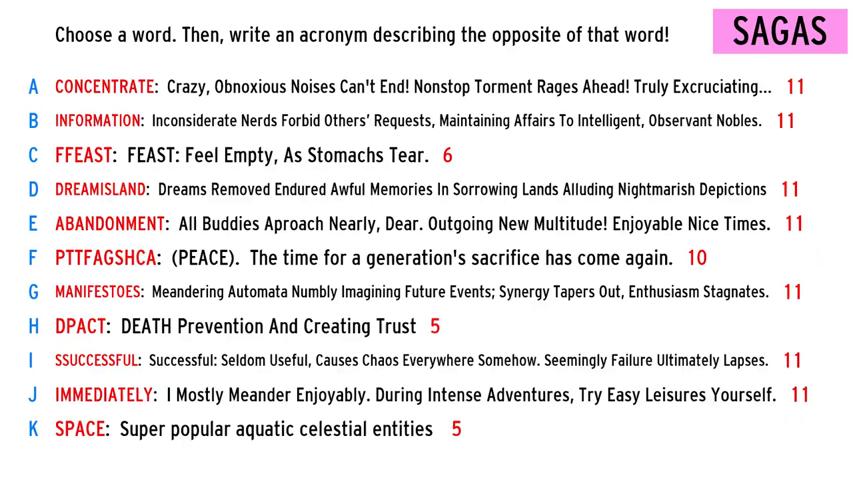 Choose a word. Then, write an acronym describing the opposite of that word!
SAGAS
A CONCENTRATE: Crazy, Obnoxious Noises Can't End! Nonstop Torment Rages Ahead! Truly Excruciating... 11
B INFORMATION: Inconsiderate Nerds Forbid Others' Requests, Maintaining Affairs To Intelligent, Observant Nobles. 11
C FFEAST: FEAST: Feel Empty, As Stomachs Tear. 6
D DREAMISLAND: Dreams Removed Endured Awful Memories In Sorrowing Lands Alluding Nightmarish Depictions 11
E ABANDONMENT: All Buddies Aproach Nearly, Dear. Outgoing New Multitude! Enjoyable Nice Times. 11
F PTTFAGSHCA: (PEACE). The time for a generation's sacrifice has come again. 10
G MANIFESTOES: Meandering Automata Numbly Imagining Future Events; Synergy Tapers Out, Enthusiasm Stagnates. 11
H DPACT: DEATH Prevention And Creating Trust 5
I SSUCCESSFUL: Successful: Seldom Useful, Causes Chaos Everywhere Somehow. Seemingly Failure Ultimately Lapses. 11
J IMMEDIATELY: I Mostly Meander Enjoyably. During Intense Adventures, Try Easy Leisures Yourself. 11
K SPACE: Super popular aquatic celestial entities 5